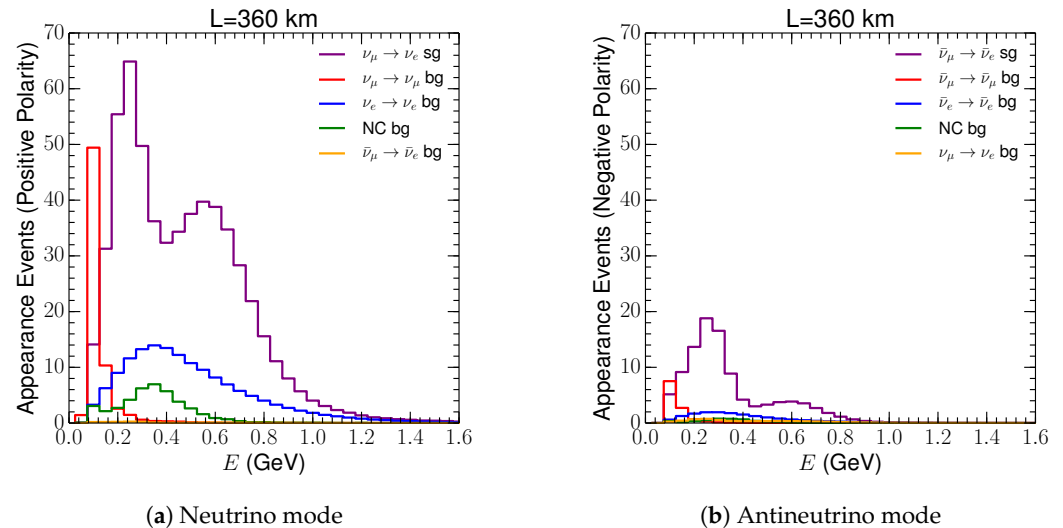 L=360 km
70
60
50
40
30
20
10
0
0.0 0.2 0.4 0.6 0.8 1.0 1.2 1.4 1.6
E (GeV)
Appearance Events (Positive Polarity)
νμ → νe sg
νμ → νμ bg
νe → νe bg
NC bg
ν̄μ → ν̄e bg
(a) Neutrino mode
L=360 km
70
60
50
40
30
20
10
0
0.0 0.2 0.4 0.6 0.8 1.0 1.2 1.4 1.6
E (GeV)
Appearance Events (Negative Polarity)
ν̄μ → ν̄e sg
ν̄μ → ν̄μ bg
ν̄e → ν̄e bg
NC bg
νμ → νe bg
(b) Antineutrino mode